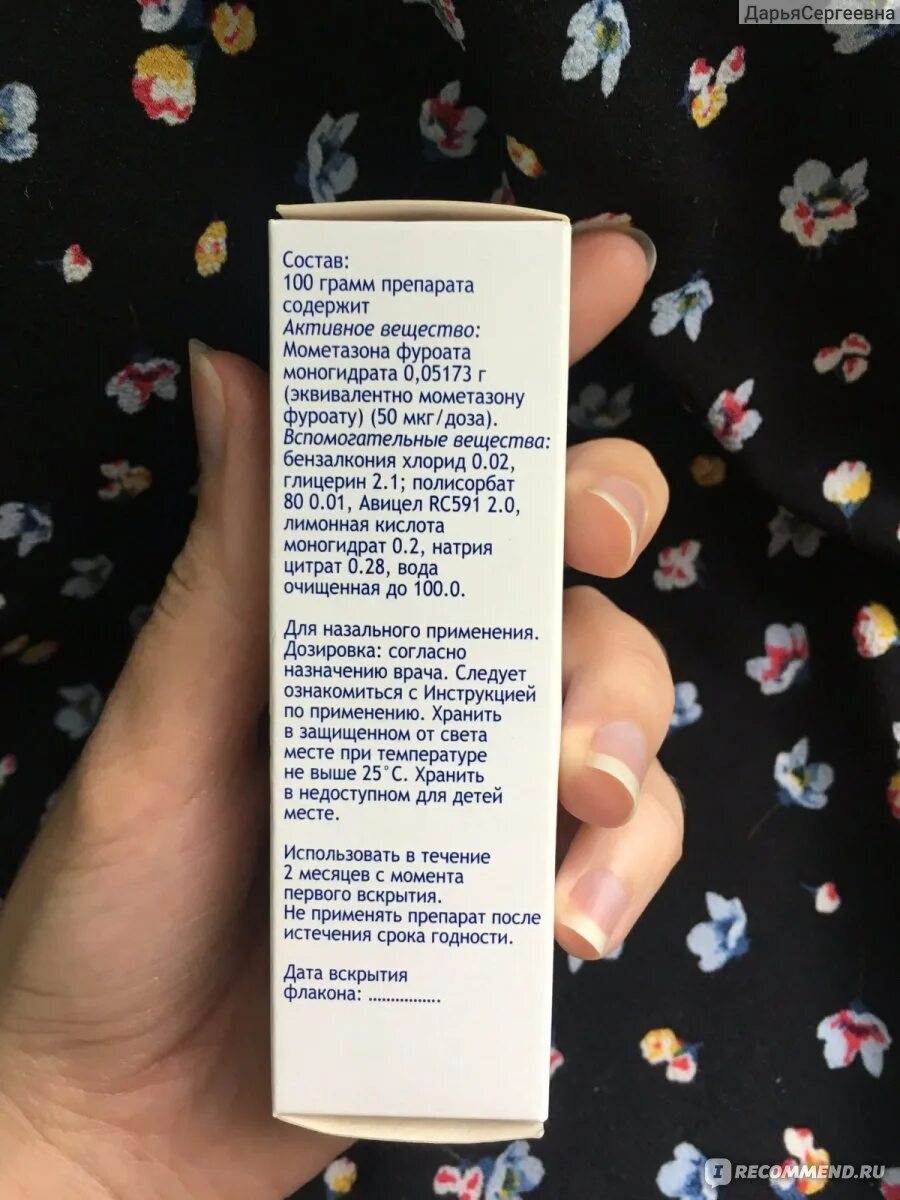 ДарьяСергеевна
Состав:
100 грамм препарата
содержит
Активное вещество:
Мометазона фуроата
моногидрата 0,05173 г
(эквивалентно мометазону
фуроату) (50 мкг/доза).
Вспомогательные вещества:
бензалкония хлорид 0.02,
глицерин 2.1; полисорбат
80 0.01, Авицел RC591 2.0,
лимонная кислота
моногидрат 0.2, натрия
цитрат 0.28, вода
очищенная до 100.0.
Для назального применения.
Дозировка: согласно
назначению врача. Следует
ознакомиться с Инструкцией
по применению. Хранить
в защищенном от света
месте при температуре
не выше 25°С. Хранить
в недоступном для детей
месте.
Использовать в течение
2 месяцев с момента
первого вскрытия.
Не применять препарат после
истечения срока годности.
Дата вскрытия
флакона: ................
IRECOMMEND.RU